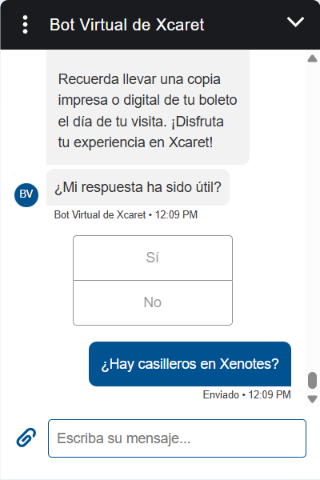 Bot Virtual de Xcaret
Recuerda llevar una copia
impresa o digital de tu boleto
el día de tu visita. ¡Disfruta
tu experiencia en Xcaret!
¿Mi respuesta ha sido útil?
BV
Bot Virtual de Xcaret • 12:09 PM
Sí
No
¿Hay casilleros en Xenotes?
Enviado • 12:09 PM
Escriba su mensaje...